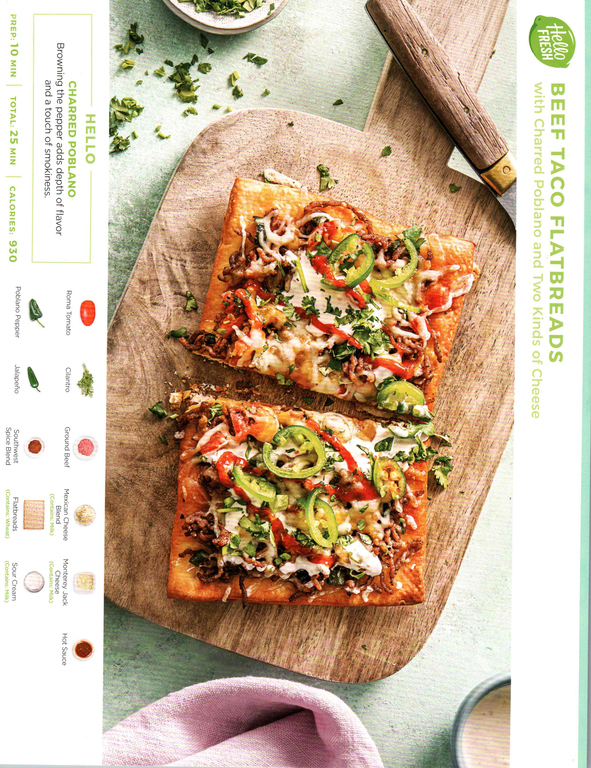 Hello
FRESH
BEEF TACO FLATBREADS
with Charred Poblano and Two Kinds of Cheese
HELLO
CHARRED POBLANO
Browning the pepper adds depth of flavor
and a touch of smokiness.
PREP: 10 MIN
TOTAL: 25 MIN
CALORIES: 930
Roma Tomato
Cilantro
Ground Beef
Mexican Cheese
Blend
(Contains: Milk)
Monterey Jack
Cheese
(Contains: Milk)
Hot Sauce
Poblano Pepper
Jalapeño
Southwest
Spice Blend
Flatbreads
(Contains: Wheat)
Sour Cream
(Contains: Milk)